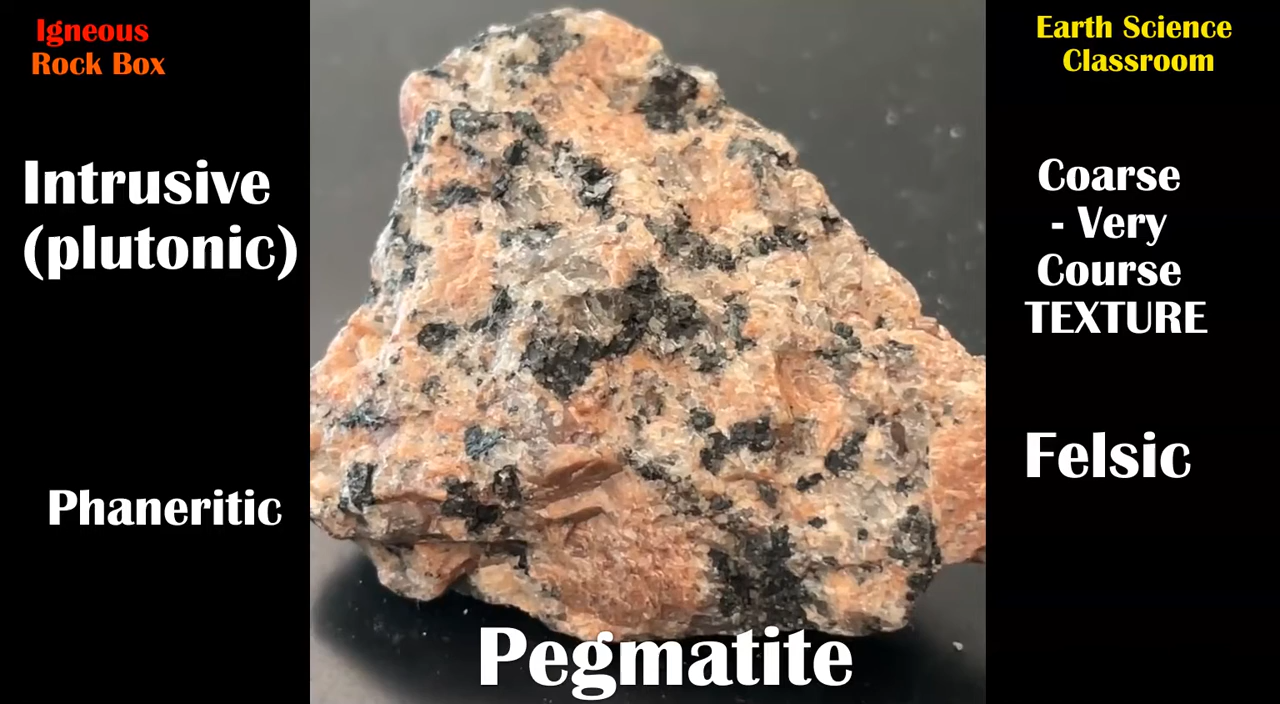 Igneous
Rock Box
Earth Science
Classroom
Intrusive
(plutonic)
Coarse
- Very
Course
TEXTURE
Phaneritic
Felsic
Pegmatite